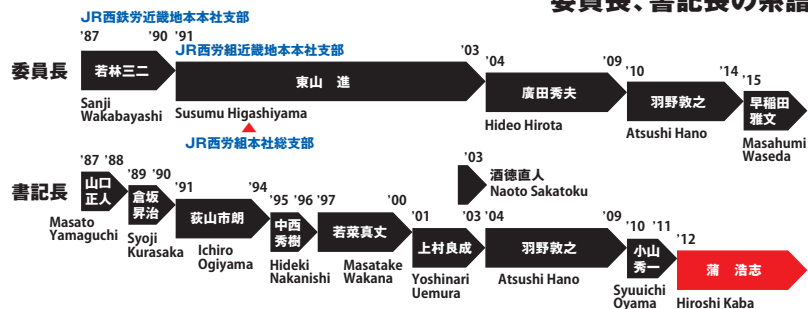 委員長、書記長の系譜
JR西鉄労近畿地本本社支部
'87 '90 '91 JR西労組近畿地本本社支部 '03 '04 '09 '10 '14 '15
委員長 若林三二 東山 進 廣田秀夫 羽野敦之 早稲田
雅文
Sanji
Wakabayashi
Susumu Higashiyama
Hideo Hirota
Atsushi Hano
Masahumi
Waseda
JR西労組本社総支部
'87 '88 '89 '90 '91 '94 '95 '96 '97 '00 '01 '03 '04 '09 '10 '11 '12
'03
酒徳直人
Naoto Sakatoku
書記長
山口
正人
倉坂
昇治
荻山市朗
中西
秀樹
若菜真丈
上村良成
羽野敦之
小山
秀一
蒲 浩志
Masato
Yamaguchi
Syoji
Kurasaka
Ichiro
Ogiyama
Hideki
Nakanishi
Masatake
Wakana
Yoshinari
Uemura
Atsushi Hano
Syuuichi
Oyama
Hiroshi Kaba